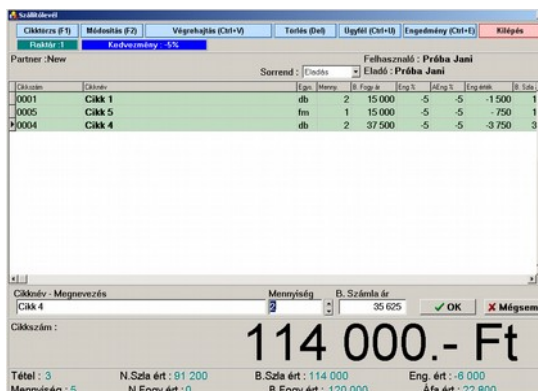 Szállítólevél
Cikktörzs (F1) Módosítás (F2) Végrehajtás (Ctrl+V) Törlés (Del) Ügyfél (Ctrl+U) Engedmény (Ctrl+E) Kilépés
Raktár :1 Kedvezmény : -5%
Partner :New Felhasználó : Próba Jani
Sorrend : Eladás Eladó : Próba Jani
Cikkszám Cikknév Egys. Menny. B. Fogy ár Eng % ÁEng % Eng érték B. Szla
0001 Cikk 1 db 2 15 000 -5 -5 -1 500 1
0005 Cikk 5 fm 1 15 000 -5 -5 - 750 1
0004 Cikk 4 db 2 37 500 -5 -5 -3 750 3
Cikknév - Megnevezés Mennyiség B. Számla ár
Cikk 4 2 35 625 OK Mégsem
Cikkszám :
114 000.- Ft
Tétel : 3 N.Szla ért : 91 200 B.Szla ért : 114 000 Eng. ért : -6 000
Mennyiség : 5 N.Fogy ért : 0 B.Fogy ért : 120 000 Áfa ért : 22 800